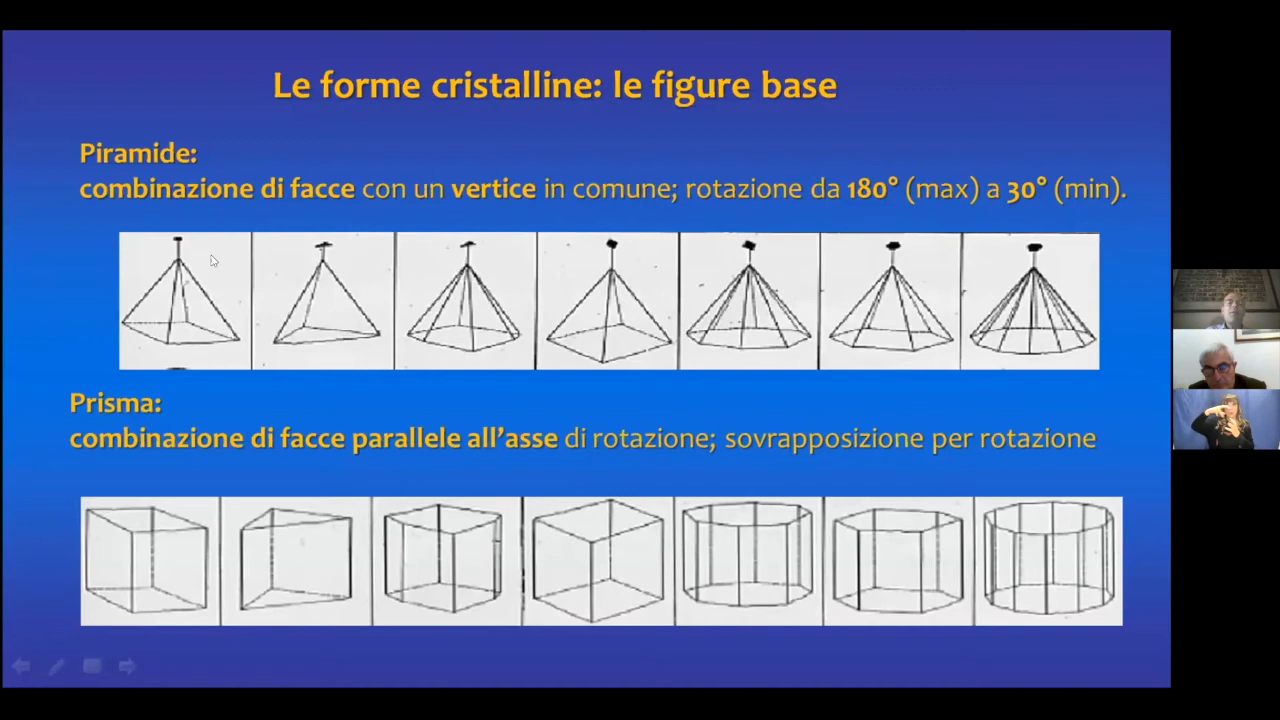 Le forme cristalline: le figure base
Piramide:
combinazione di facce con un vertice in comune; rotazione da 180° (max) a 30° (min).
Prisma:
combinazione di facce parallele all’asse di rotazione; sovrapposizione per rotazione